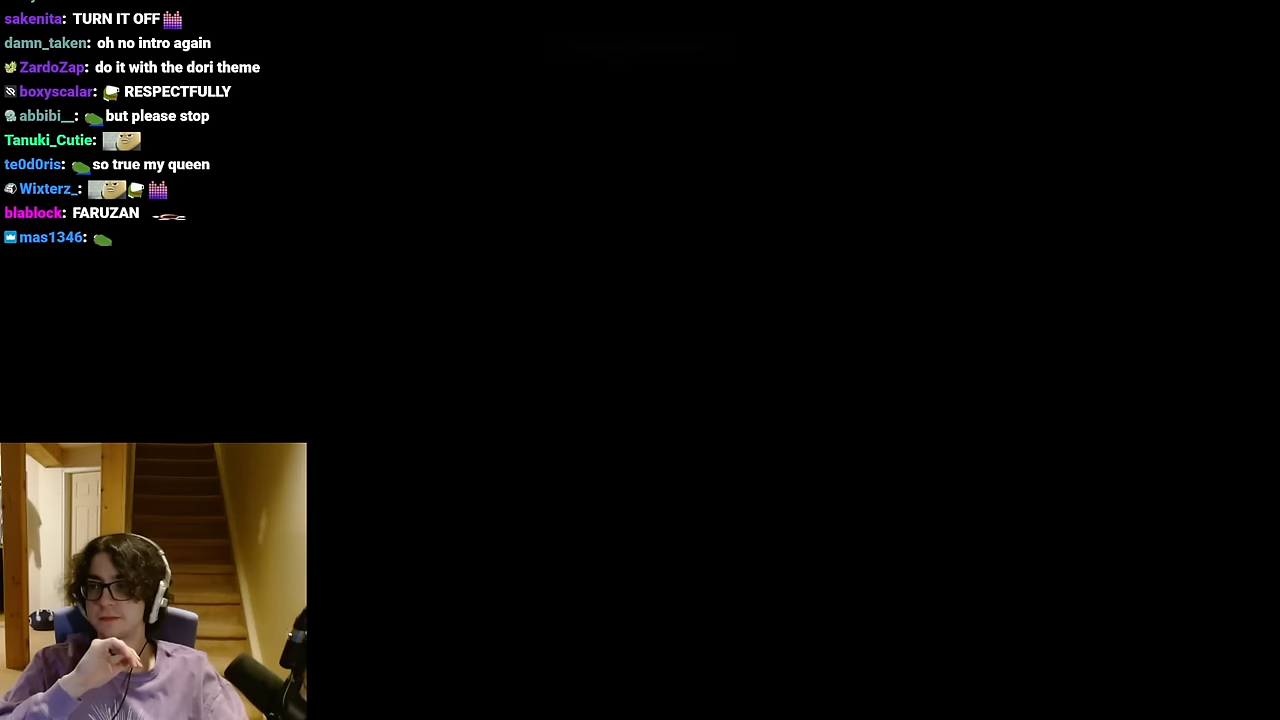 sakenita: TURN IT OFF
damn_taken: oh no intro again
ZardoZap: do it with the dori theme
boxyscalar: RESPECTFULLY
abbibi__: but please stop
Tanuki_Cutie:
te0d0ris: so true my queen
Wixterz_:
blablock: FARUZAN
mas1346: